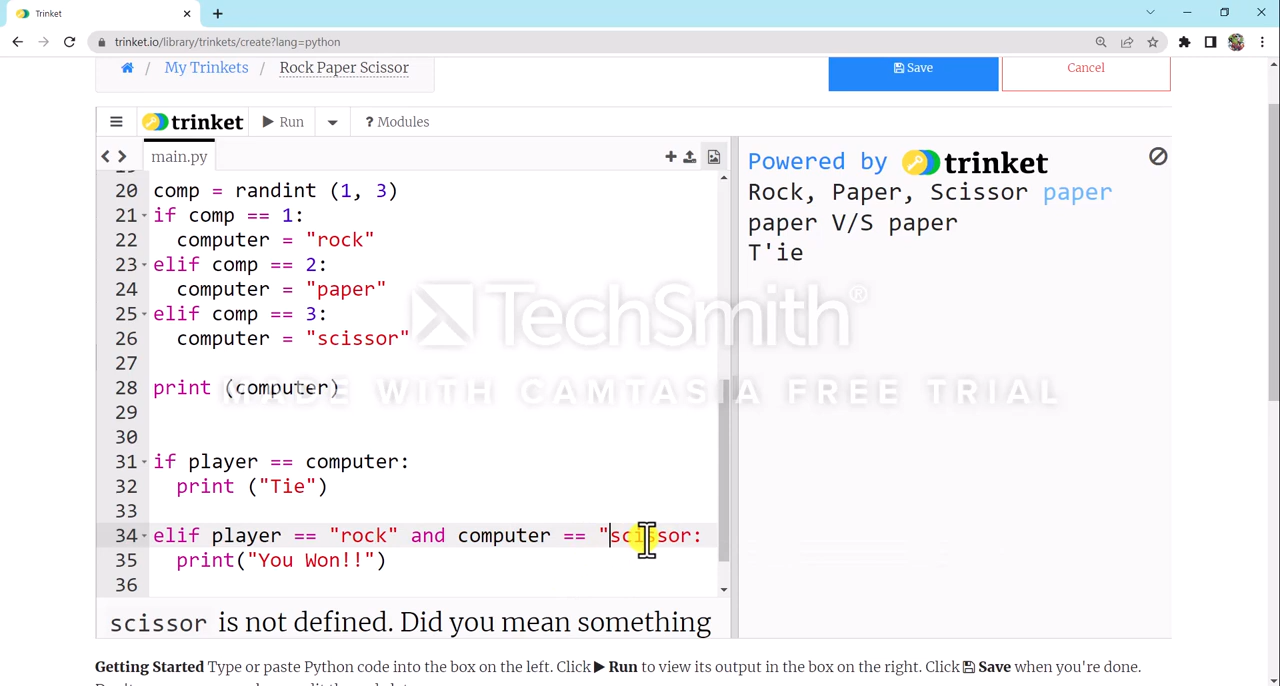 Trinket
trinket.io/library/trinkets/create?lang=python
/ My Trinkets / Rock Paper Scissor
Save
Cancel
trinket Run ? Modules
main.py
20 comp = randint (1, 3)
21 if comp == 1:
22 computer = "rock"
23 elif comp == 2:
24 computer = "paper"
25 elif comp == 3:
26 computer = "scissor"
27
28 print (computer)
29
30
31 if player == computer:
32 print ("Tie")
33
34 elif player == "rock" and computer == "scissor:
35 print("You Won!!")
36
scissor is not defined. Did you mean something
Powered by trinket
Rock, Paper, Scissor paper
paper V/S paper
T'ie
TechSmith®
MADE WITH CAMTASIA FREE TRIAL
Getting Started Type or paste Python code into the box on the left. Click Run to view its output in the box on the right. Click Save when you're done.